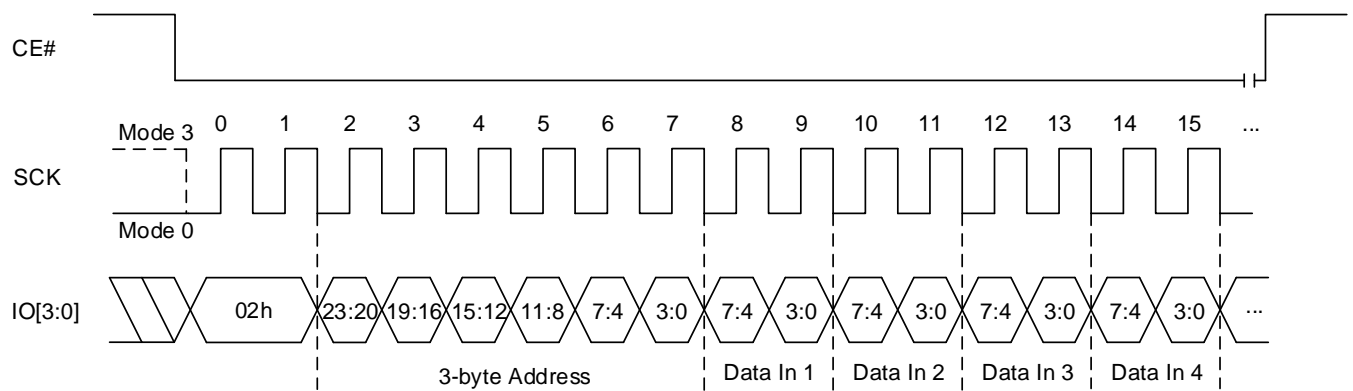 CE#
Mode 3 0 1 2 3 4 5 6 7 8 9 10 11 12 13 14 15 ...
SCK
Mode 0
IO[3:0] 02h 23:20 19:16 15:12 11:8 7:4 3:0 7:4 3:0 7:4 3:0 7:4 3:0 7:4 3:0 ...
3-byte Address Data In 1 Data In 2 Data In 3 Data In 4